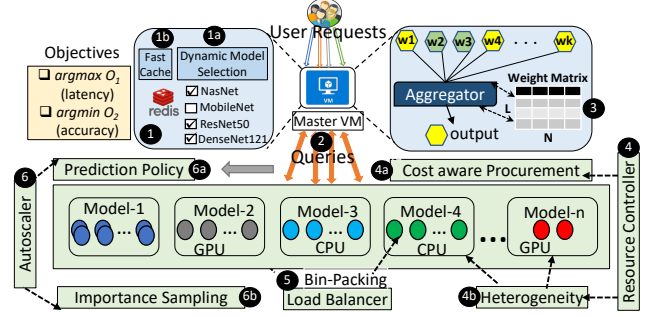 User Requests
Objectives
argmax O1
(latency)
argmin O2
(accuracy)
1b
1a
Fast
Cache
Dynamic Model
Selection
redis
NasNet
MobileNet
ResNet50
DenseNet121
1
VM
Master VM
2
Queries
w1
w2
w3
w4
. . .
wk
Aggregator
Weight Matrix
L
N
3
output
6
Prediction Policy
6a
4a
Cost aware Procurement
4
Autoscaler
Resource Controller
Model-1
...
Model-2
...
GPU
Model-3
...
CPU
Model-4
...
CPU
...
Model-n
GPU
5
Bin-Packing
Load Balancer
Importance Sampling
6b
4b
Heterogeneity